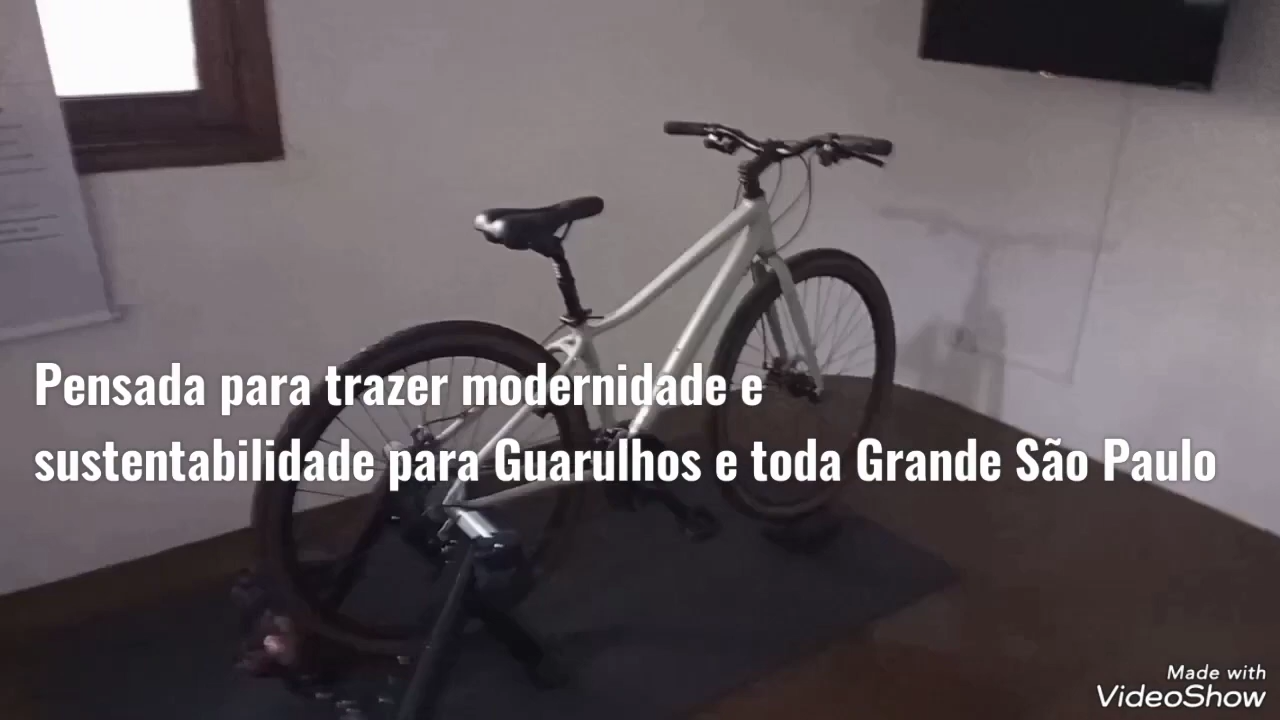 Pensada para trazer modernidade e
sustentabilidade para Guarulhos e toda Grande São Paulo
Made with
VideoShow